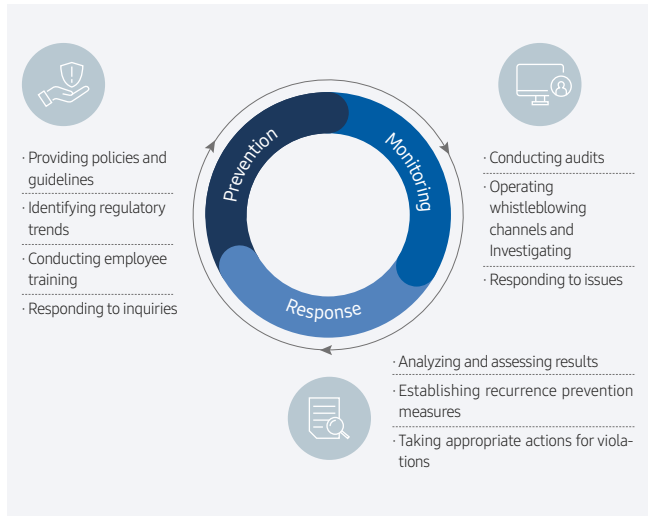 Prevention
· Providing policies and
guidelines
· Identifying regulatory
trends
· Conducting employee
training
· Responding to inquiries
Monitoring
· Conducting audits
· Operating
whistleblowing
channels and
Investigating
· Responding to issues
Response
· Analyzing and assessing results
· Establishing recurrence prevention
measures
· Taking appropriate actions for viola-
tions